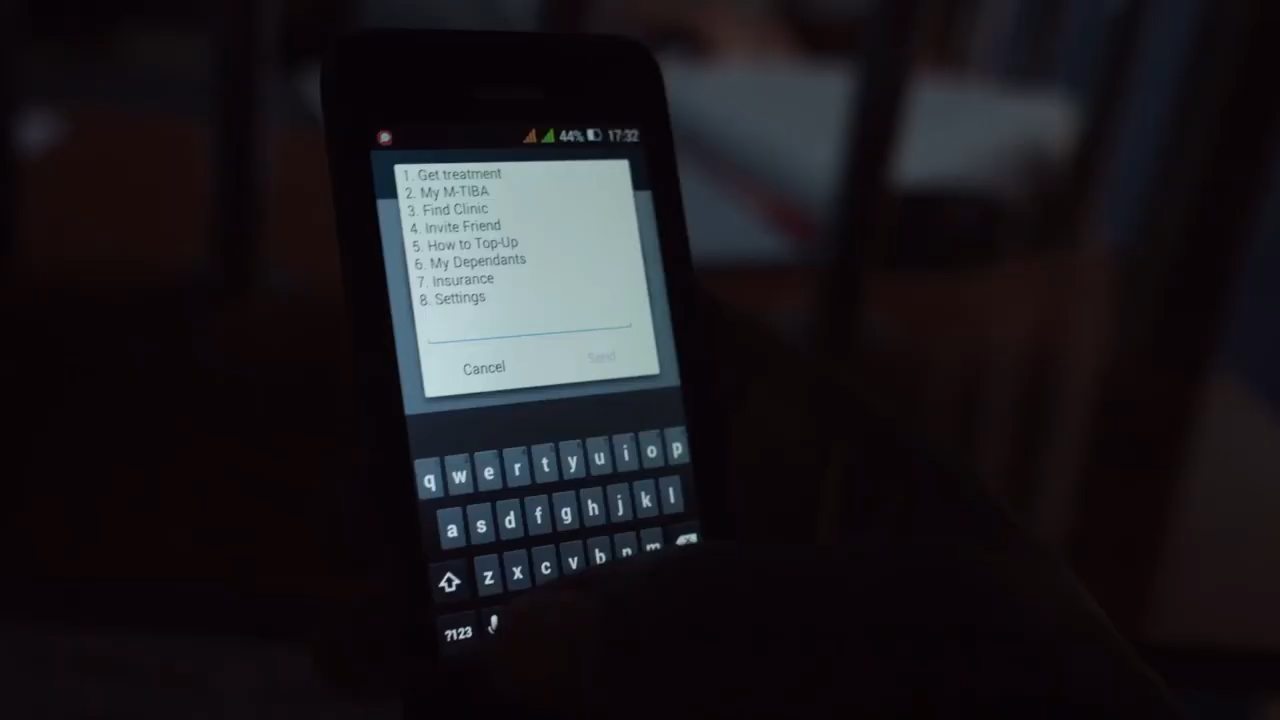 44% 17:32
1. Get treatment
2. My M-TIBA
3. Find Clinic
4. Invite Friend
5. How to Top-Up
6. My Dependants
7. Insurance
8. Settings
Cancel Send
q w e r t y u i o p
a s d f g h j k l
z x c v b n m
?123